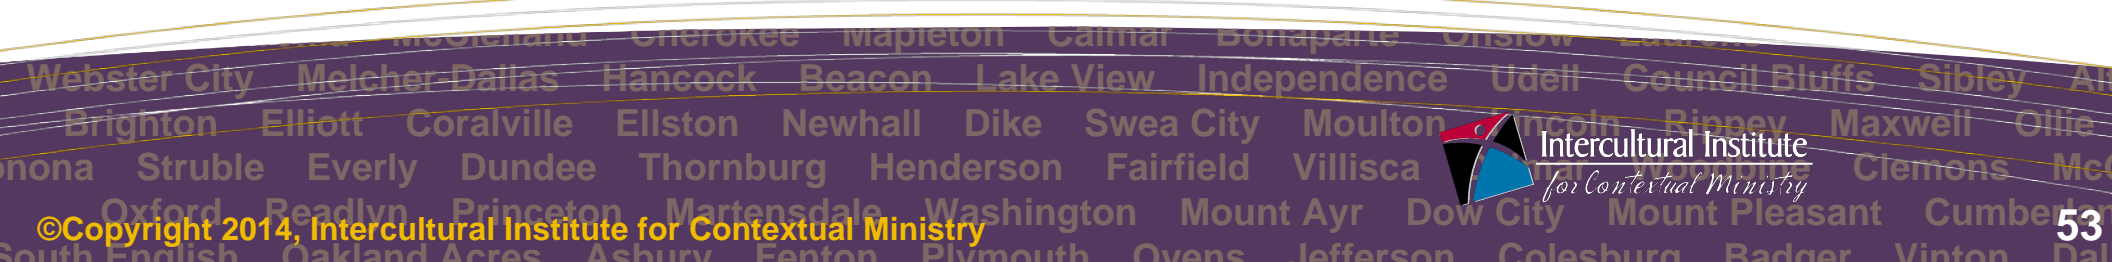 McClelland Cherokee Mapleton Calmar Bonaparte Onslow Laurens
Webster City Melcher-Dallas Hancock Beacon Lake View Independence Udell Council Bluffs Sibley
Brighton Elliott Coralville Ellston Newhall Dike Swea City Moulton Lincoln Rippey Maxwell Ollie
Struble Everly Dundee Thornburg Henderson Fairfield Villisca Woodbine Clemons
Intercultural Institute
for Contextual Ministry
Oxford Readlyn Princeton Martensdale Washington Mount Ayr Dow City Mount Pleasant
©Copyright 2014, Intercultural Institute for Contextual Ministry
53
South English Oakland Acres Asbury Fenton Plymouth Owens Jefferson Colesburg Badger Vinton